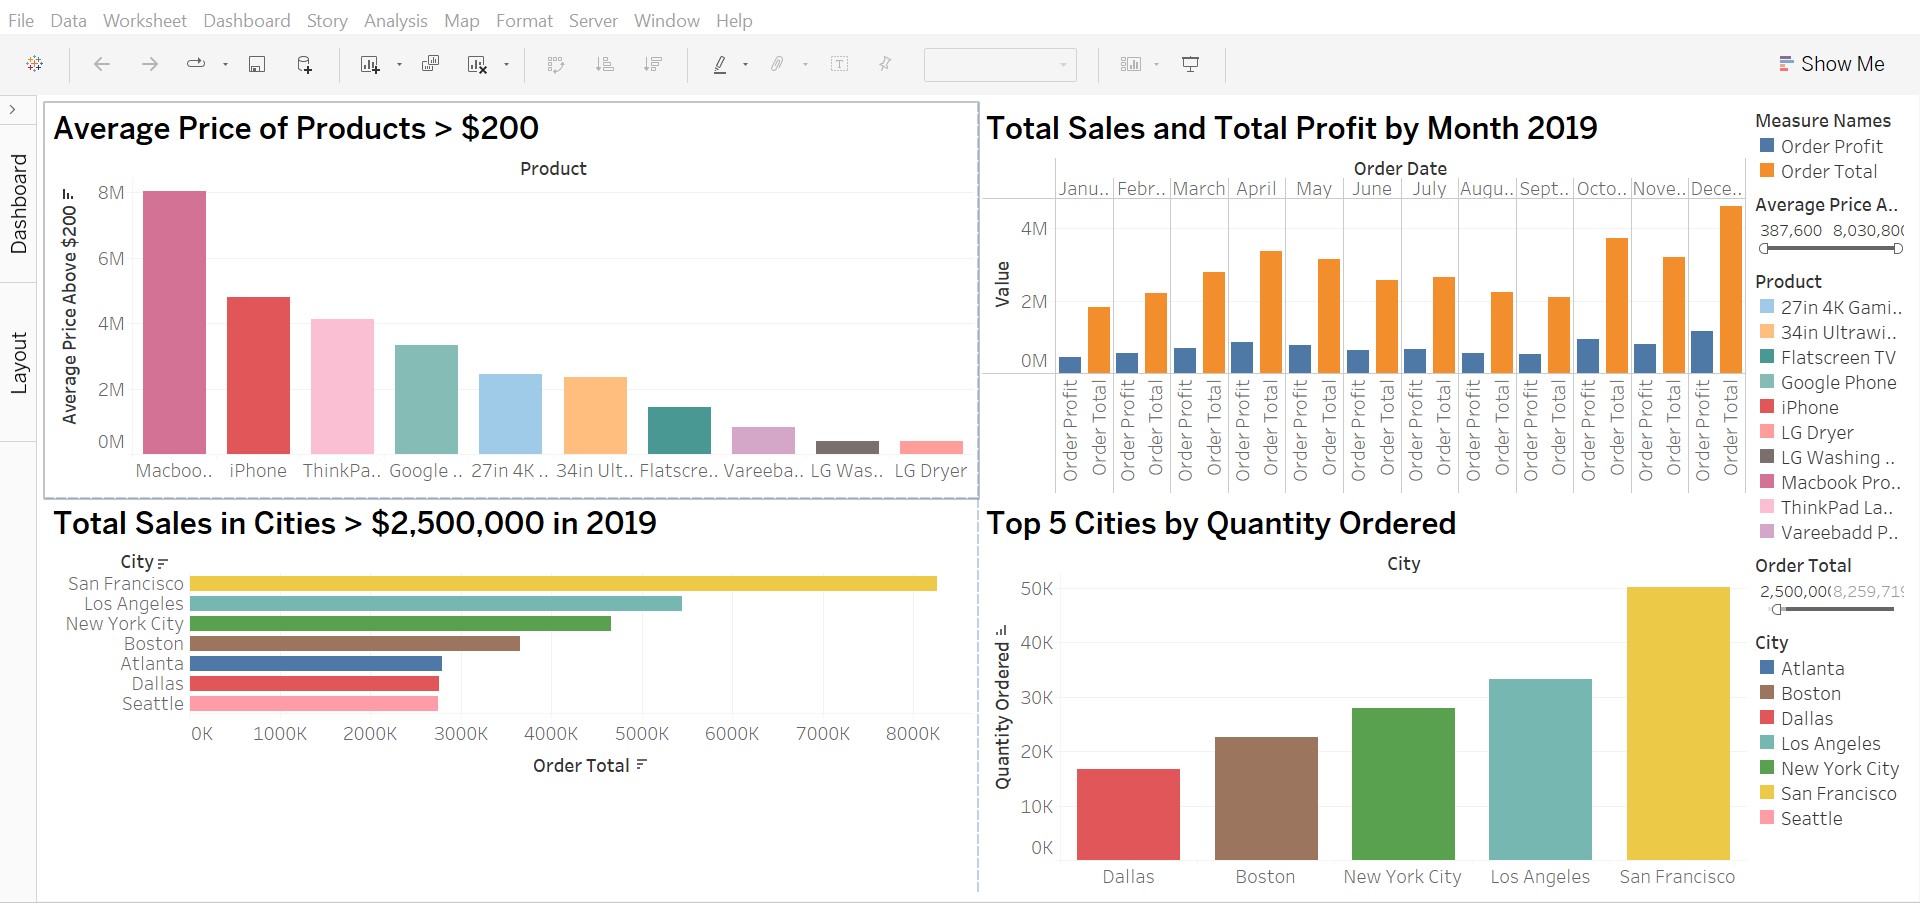 File Data Worksheet Dashboard Story Analysis Map Format Server Window Help
Show Me
Dashboard
Layout
Average Price of Products > $200
Product
Average Price Above $200
8M
6M
4M
2M
0M
Macboo.. iPhone ThinkPa.. Google .. 27in 4K .. 34in Ult.. Flatscre.. Vareeba.. LG Was.. LG Dryer
Total Sales and Total Profit by Month 2019
Order Date
Janu.. Febr.. March April May June July Augu.. Sept.. Octo.. Nove.. Dece..
Value
4M
2M
0M
Order Profit Order Total Order Profit Order Total Order Profit Order Total Order Profit Order Total Order Profit Order Total Order Profit Order Total Order Profit Order Total Order Profit Order Total Order Profit Order Total Order Profit Order Total Order Profit Order Total Order Profit Order Total
Total Sales in Cities > $2,500,000 in 2019
City
San Francisco
Los Angeles
New York City
Boston
Atlanta
Dallas
Seattle
0K 1000K 2000K 3000K 4000K 5000K 6000K 7000K 8000K
Order Total
Top 5 Cities by Quantity Ordered
City
Quantity Ordered
50K
40K
30K
20K
10K
0K
Dallas Boston New York City Los Angeles San Francisco
Measure Names
Order Profit
Order Total
Average Price A..
387,600 8,030,800
Product
27in 4K Gami..
34in Ultrawi..
Flatscreen TV
Google Phone
iPhone
LG Dryer
LG Washing ..
Macbook Pro..
ThinkPad La..
Vareebadd P..
Order Total
2,500,000 8,259,719
City
Atlanta
Boston
Dallas
Los Angeles
New York City
San Francisco
Seattle